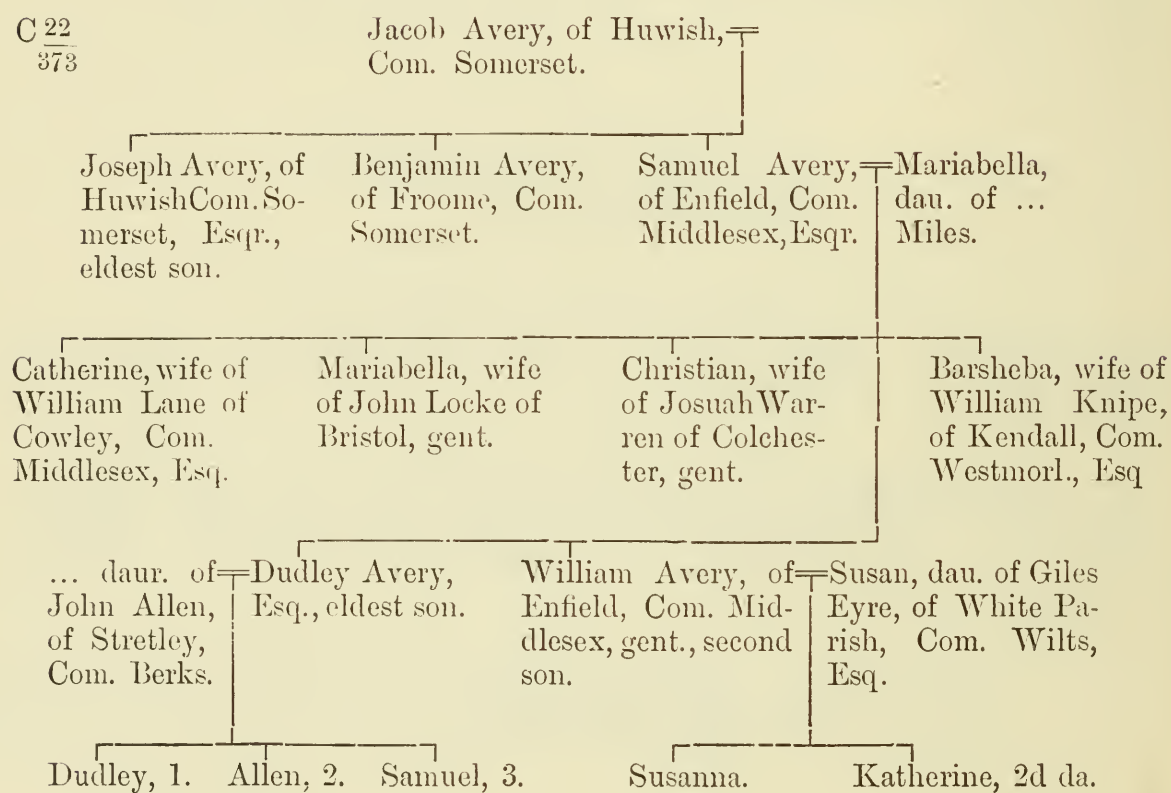 C 22
373
Jacob Avery, of Huwish,
Com. Somerset.
Joseph Avery, of
Huwish Com. So-
merset, Esqr.,
eldest son.
Benjamin Avery,
of Froome, Com.
Somerset.
Samuel Avery,
of Enfield, Com.
Middlesex, Esqr.
Mariabella,
dau. of ...
Miles.
Catherine, wife of
William Lane of
Cowley, Com.
Middlesex, Esq.
Mariabella, wife
of John Locke of
Bristol, gent.
Christian, wife
of Josuah War-
ren of Colches-
ter, gent.
Barsheba, wife of
William Knipe,
of Kendall, Com.
Westmorl., Esq
... daur. of
John Allen,
of Stretley,
Com. Berks.
Dudley Avery,
Esq., eldest son.
William Avery, of
Enfield, Com. Mid-
dlesex, gent., second
son.
Susan, dau. of Giles
Eyre, of White Pa-
rish, Com. Wilts,
Esq.
Dudley, 1.
Allen, 2.
Samuel, 3.
Susanna.
Katherine, 2d da.